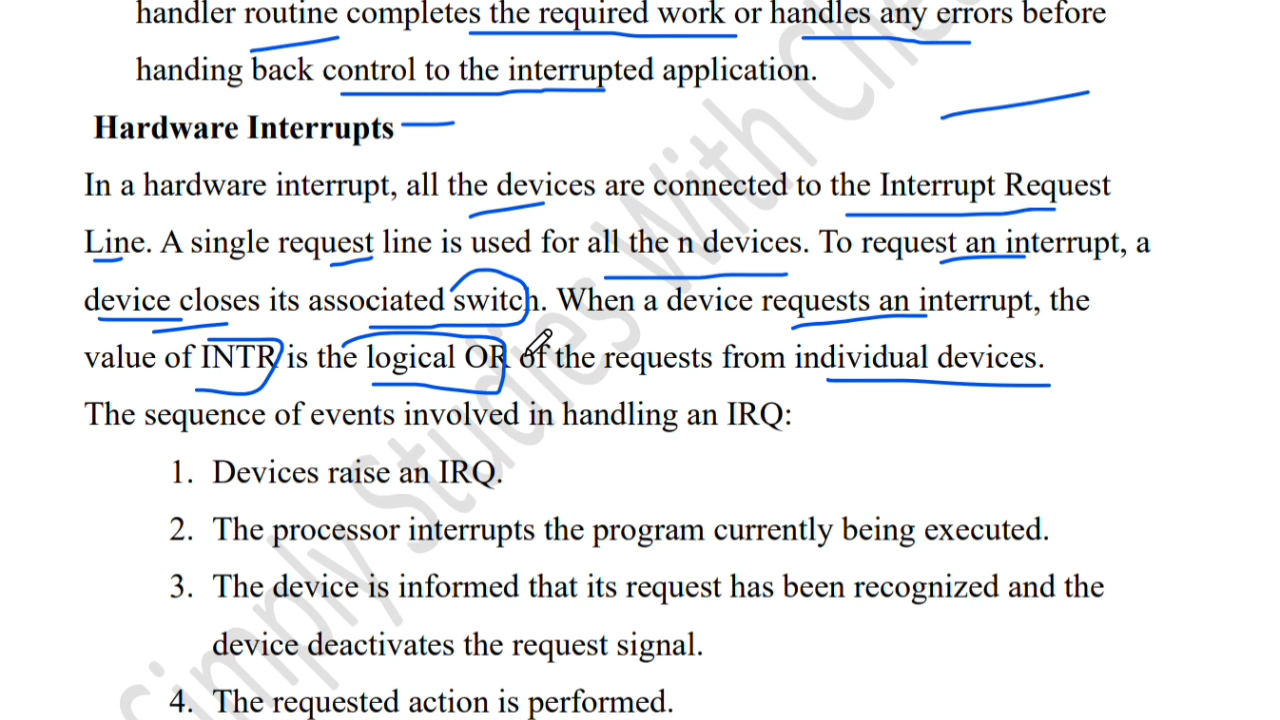 handler routine completes the required work or handles any errors before
handing back control to the interrupted application.
Hardware Interrupts
In a hardware interrupt, all the devices are connected to the Interrupt Request
Line. A single request line is used for all the n devices. To request an interrupt, a
device closes its associated switch. When a device requests an interrupt, the
value of INTR is the logical OR of the requests from individual devices.
The sequence of events involved in handling an IRQ:
1. Devices raise an IRQ.
2. The processor interrupts the program currently being executed.
3. The device is informed that its request has been recognized and the
device deactivates the request signal.
4. The requested action is performed.
Simply Studies With